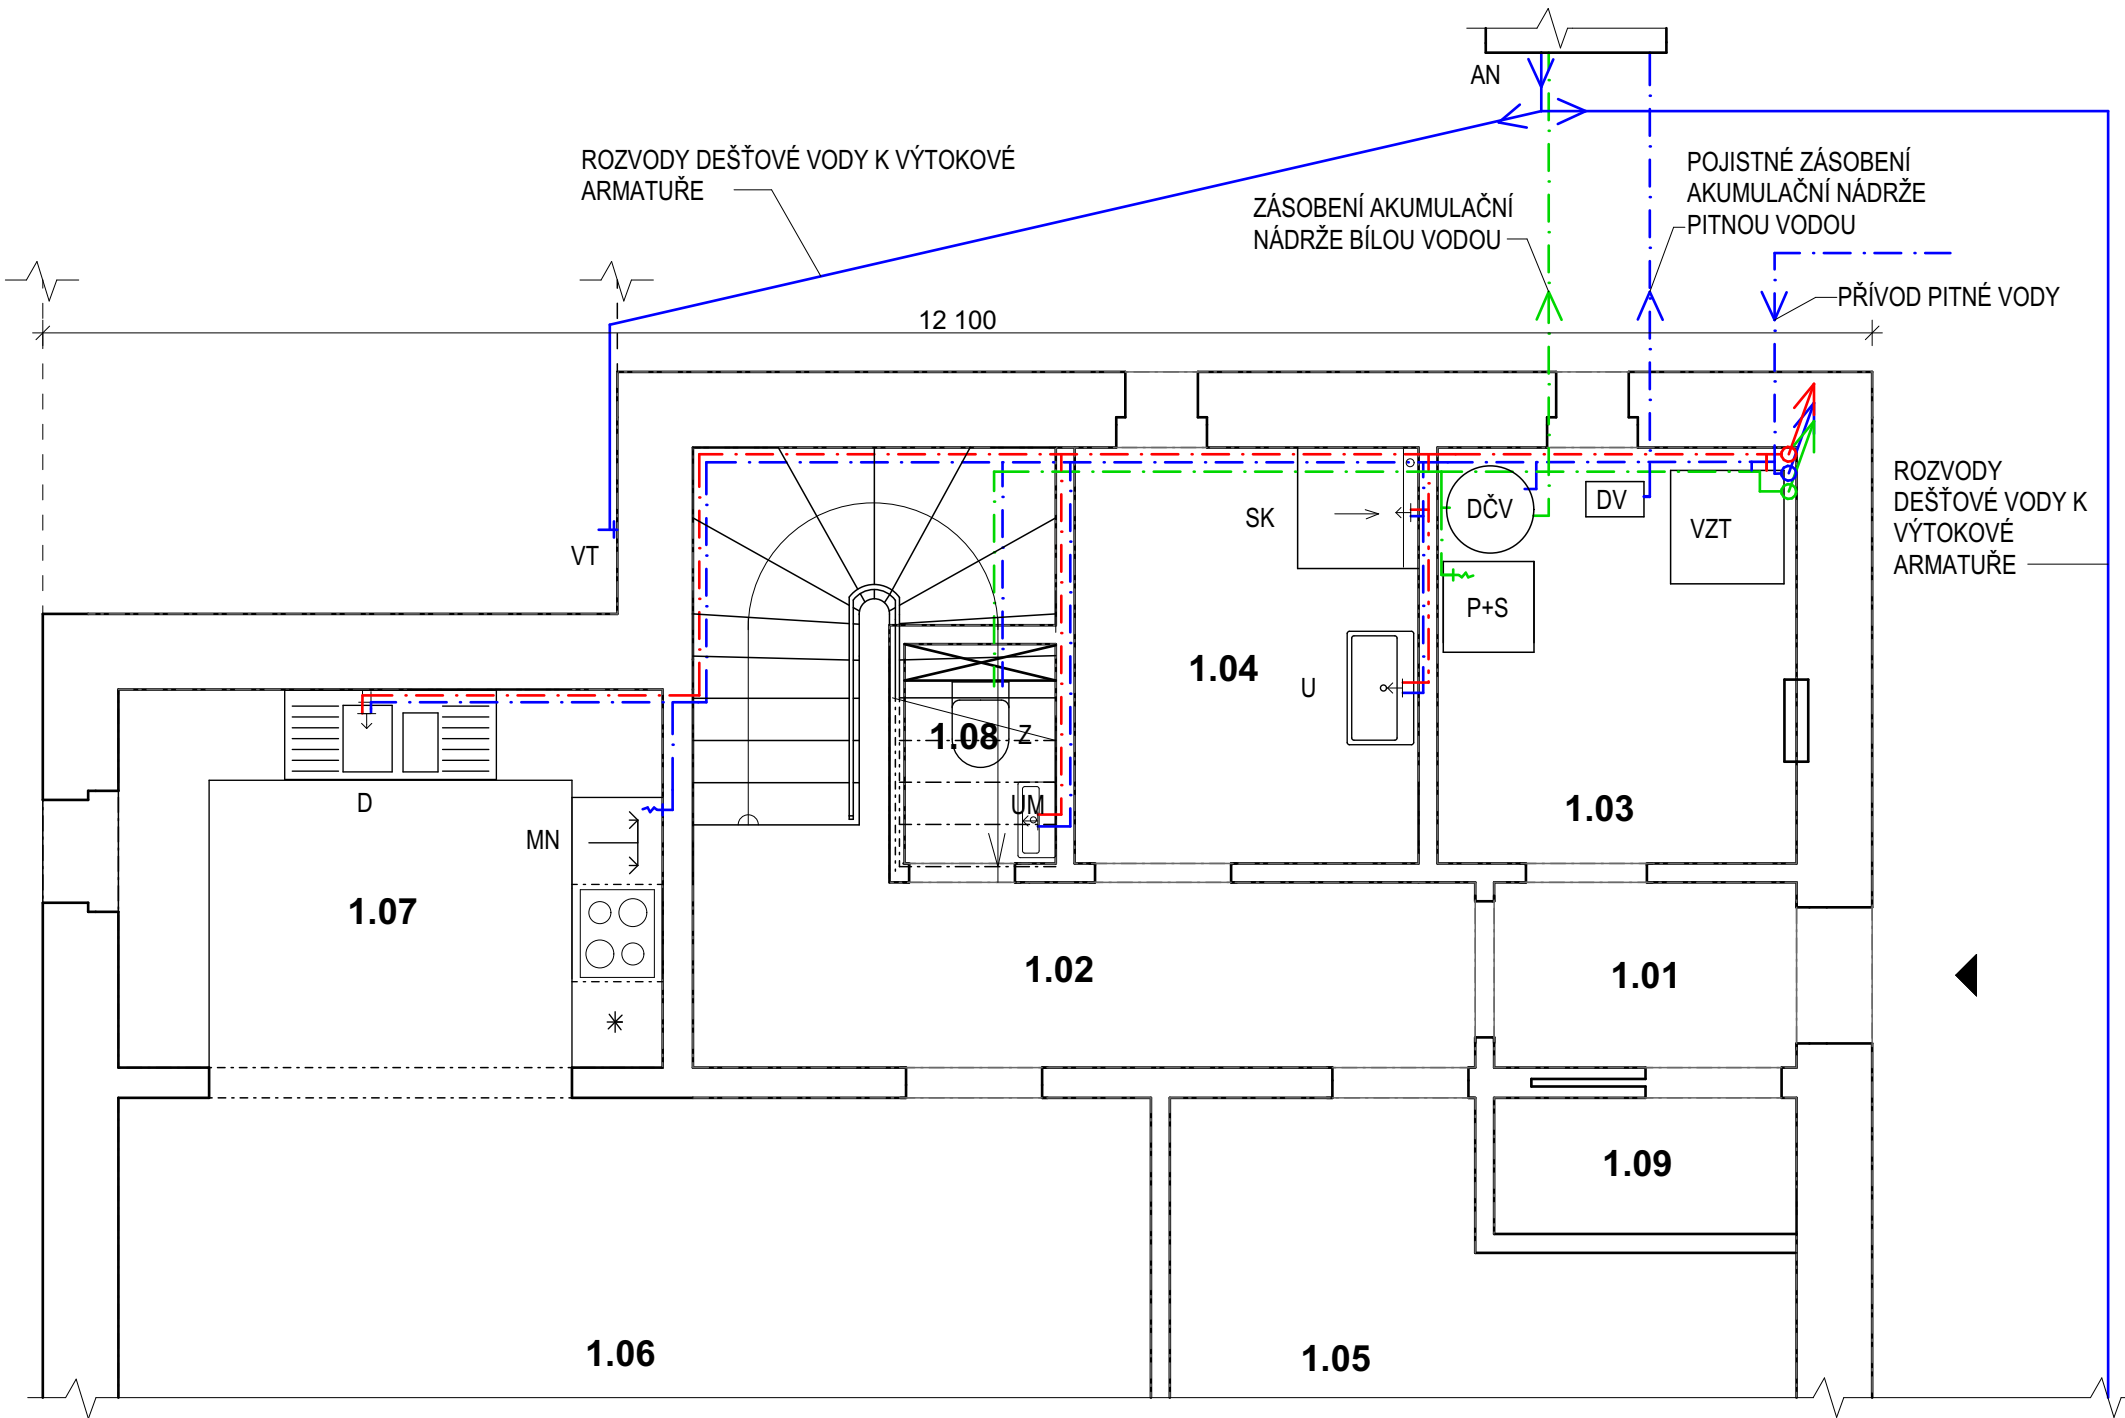 AN
ROZVODY DEŠŤOVÉ VODY K VÝTOKOVÉ
ARMATUŘE
ZÁSOBENÍ AKUMULAČNÍ
NÁDRŽE BÍLOU VODOU
POJISTNÉ ZÁSOBENÍ
AKUMULAČNÍ NÁDRŽE
PITNOU VODOU
PŘÍVOD PITNÉ VODY
12 100
ROZVODY
DEŠŤOVÉ VODY K
VÝTOKOVÉ
ARMATUŘE
VT
SK
DČV
DV
VZT
P+S
1.04
U
1.08
Z
UM
D
MN
1.03
1.07
1.02
1.01
1.09
1.06
1.05